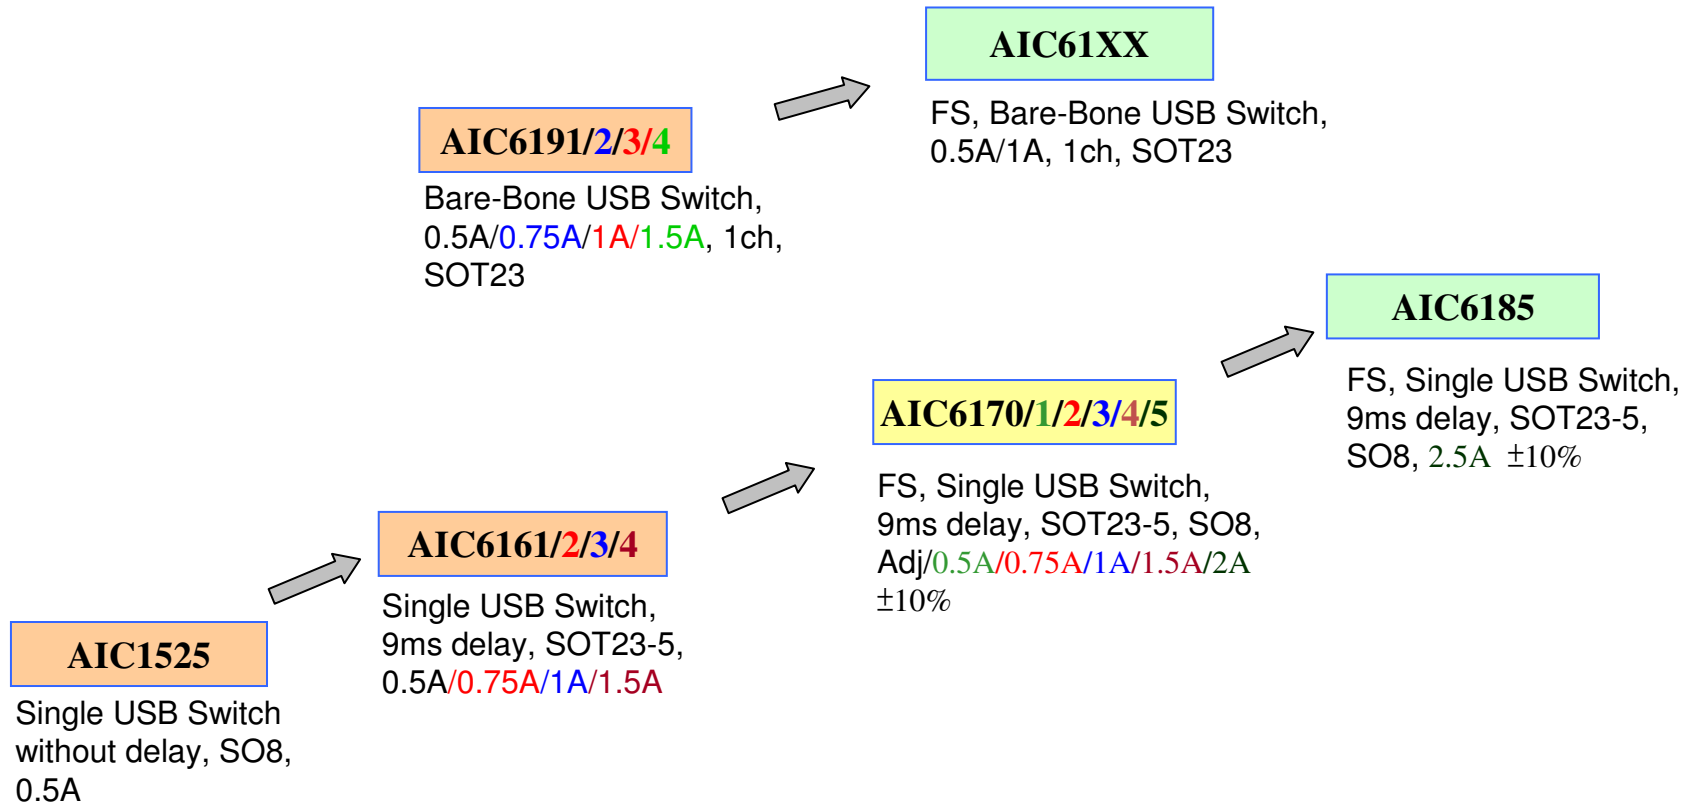 AIC61XX
FS, Bare-Bone USB Switch,
0.5A/1A, 1ch, SOT23
AIC6191/2/3/4
Bare-Bone USB Switch,
0.5A/0.75A/1A/1.5A, 1ch,
SOT23
AIC6185
FS, Single USB Switch,
9ms delay, SOT23-5,
SO8, 2.5A ±10%
AIC6170/1/2/3/4/5
FS, Single USB Switch,
9ms delay, SOT23-5, SO8,
Adj/0.5A/0.75A/1A/1.5A/2A
±10%
AIC6161/2/3/4
Single USB Switch,
9ms delay, SOT23-5,
0.5A/0.75A/1A/1.5A
AIC1525
Single USB Switch
without delay, SO8,
0.5A